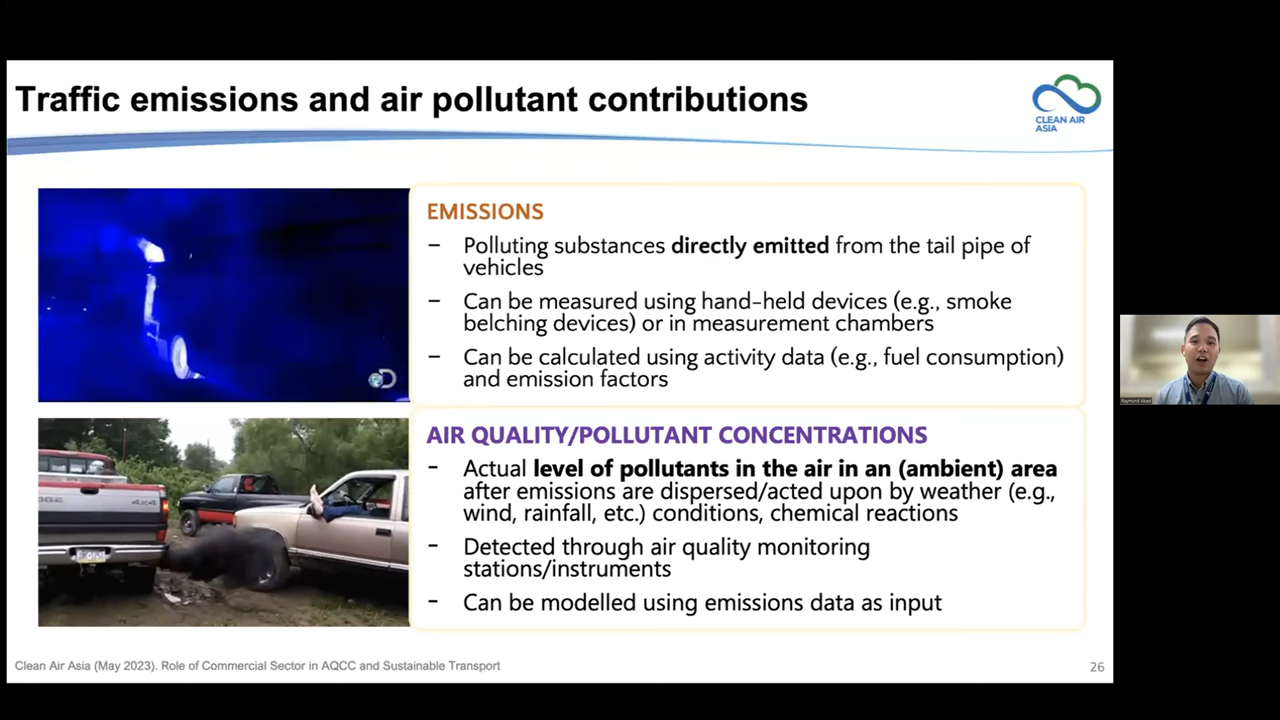 Traffic emissions and air pollutant contributions
CLEAN AIR
ASIA
EMISSIONS
– Polluting substances directly emitted from the tail pipe of
vehicles
– Can be measured using hand-held devices (e.g., smoke
belching devices) or in measurement chambers
– Can be calculated using activity data (e.g., fuel consumption)
and emission factors
AIR QUALITY/POLLUTANT CONCENTRATIONS
– Actual level of pollutants in the air in an (ambient) area
after emissions are dispersed/acted upon by weather (e.g.,
wind, rainfall, etc.) conditions, chemical reactions
– Detected through air quality monitoring
stations/instruments
– Can be modelled using emissions data as input
4x4
Clean Air Asia (May 2023). Role of Commercial Sector in AQCC and Sustainable Transport
26
Raymund Abad